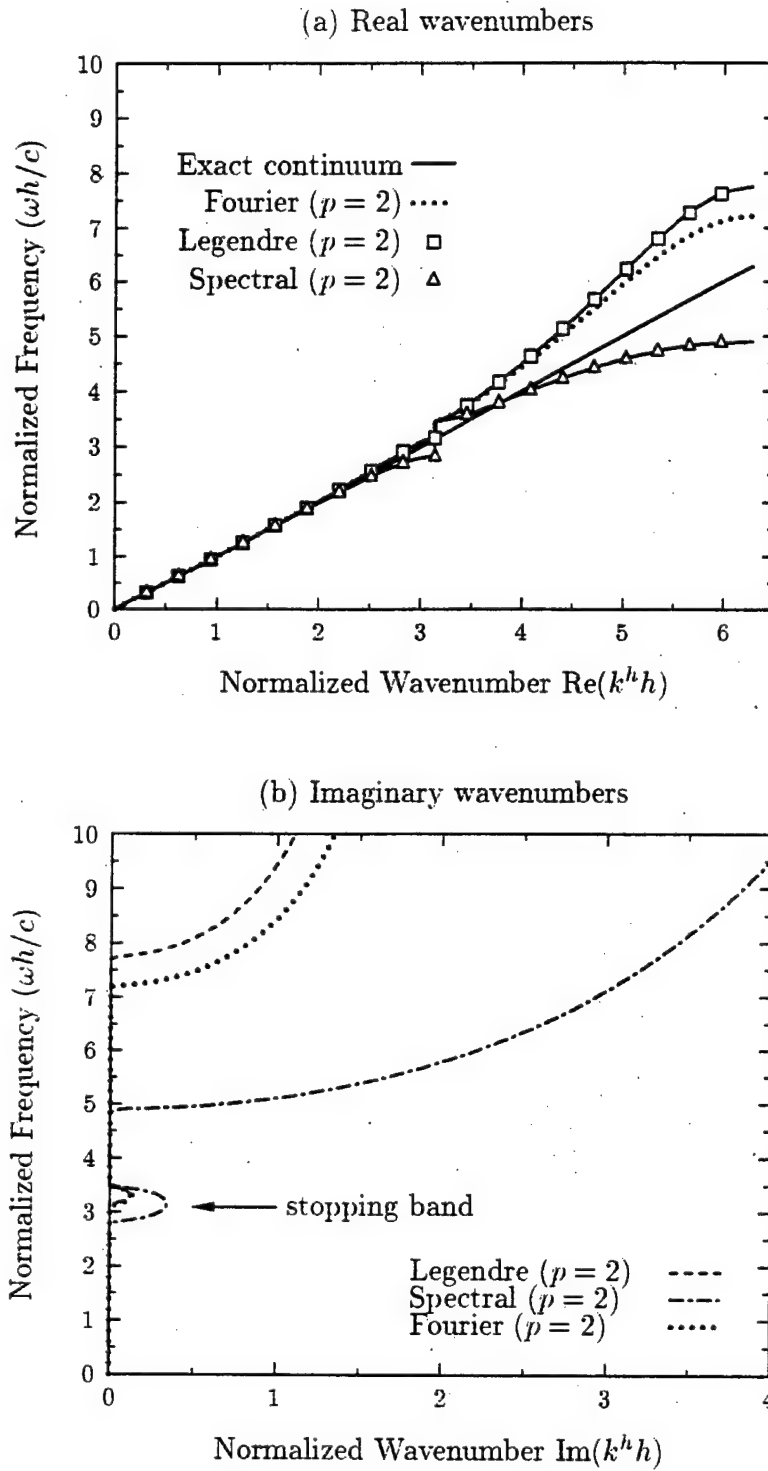 (a) Real wavenumbers
10
9
8
7
6
5
4
3
2
1
0
Normalized Frequency (ωh/c)
Exact continuum
Fourier (p = 2)
Legendre (p = 2)
Spectral (p = 2)
0 1 2 3 4 5 6
Normalized Wavenumber Re(kʰh)
(b) Imaginary wavenumbers
10
9
8
7
6
5
4
3
2
1
0
Normalized Frequency (ωh/c)
stopping band
Legendre (p = 2)
Spectral (p = 2)
Fourier (p = 2)
0 1 2 3 4
Normalized Wavenumber Im(kʰh)